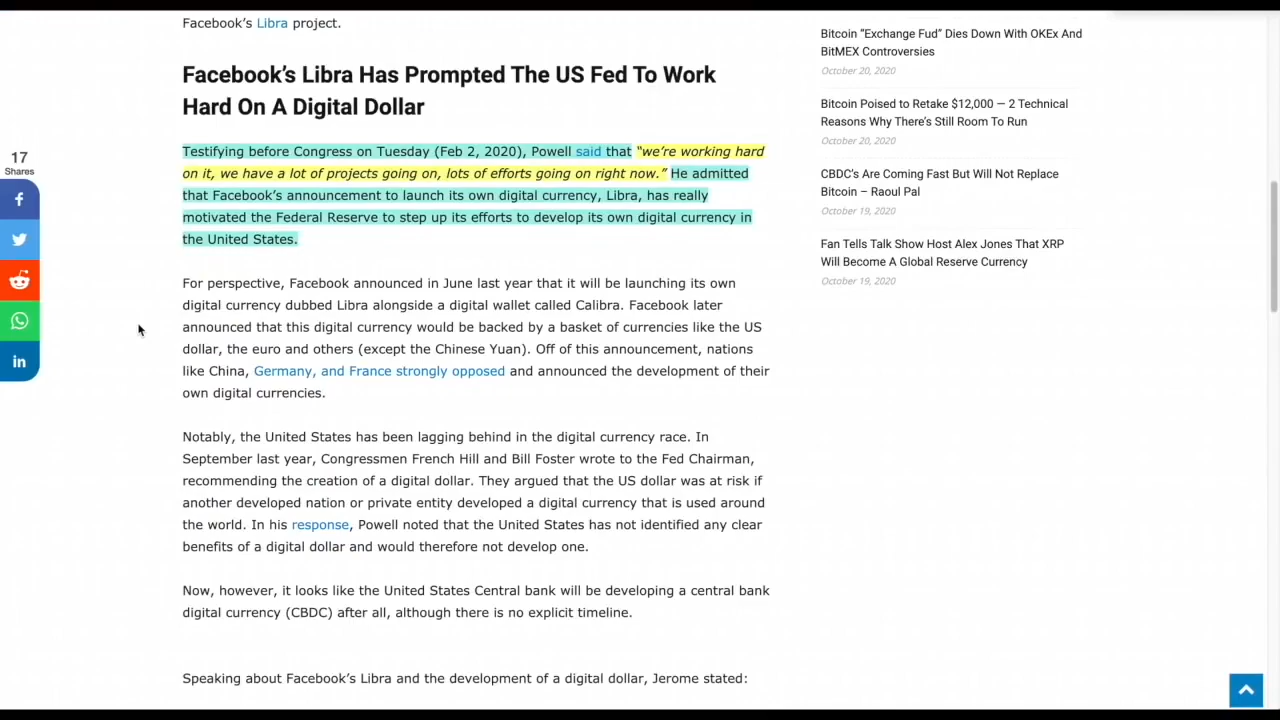 Facebook's Libra project.
Facebook's Libra Has Prompted The US Fed To Work
Hard On A Digital Dollar
Testifying before Congress on Tuesday (Feb 2, 2020), Powell said that “we're working hard
on it, we have a lot of projects going on, lots of efforts going on right now.” He admitted
that Facebook's announcement to launch its own digital currency, Libra, has really
motivated the Federal Reserve to step up its efforts to develop its own digital currency in
the United States.
For perspective, Facebook announced in June last year that it will be launching its own
digital currency dubbed Libra alongside a digital wallet called Calibra. Facebook later
announced that this digital currency would be backed by a basket of currencies like the US
dollar, the euro and others (except the Chinese Yuan). Off of this announcement, nations
like China, Germany, and France strongly opposed and announced the development of their
own digital currencies.
Notably, the United States has been lagging behind in the digital currency race. In
September last year, Congressmen French Hill and Bill Foster wrote to the Fed Chairman,
recommending the creation of a digital dollar. They argued that the US dollar was at risk if
another developed nation or private entity developed a digital currency that is used around
the world. In his response, Powell noted that the United States has not identified any clear
benefits of a digital dollar and would therefore not develop one.
Now, however, it looks like the United States Central bank will be developing a central bank
digital currency (CBDC) after all, although there is no explicit timeline.
Speaking about Facebook's Libra and the development of a digital dollar, Jerome stated:
17
Shares
f
in
Bitcoin “Exchange Fud” Dies Down With OKEx And
BitMEX Controversies
October 20, 2020
Bitcoin Poised to Retake $12,000 — 2 Technical
Reasons Why There's Still Room To Run
October 20, 2020
CBDC's Are Coming Fast But Will Not Replace
Bitcoin – Raoul Pal
October 19, 2020
Fan Tells Talk Show Host Alex Jones That XRP
Will Become A Global Reserve Currency
October 19, 2020